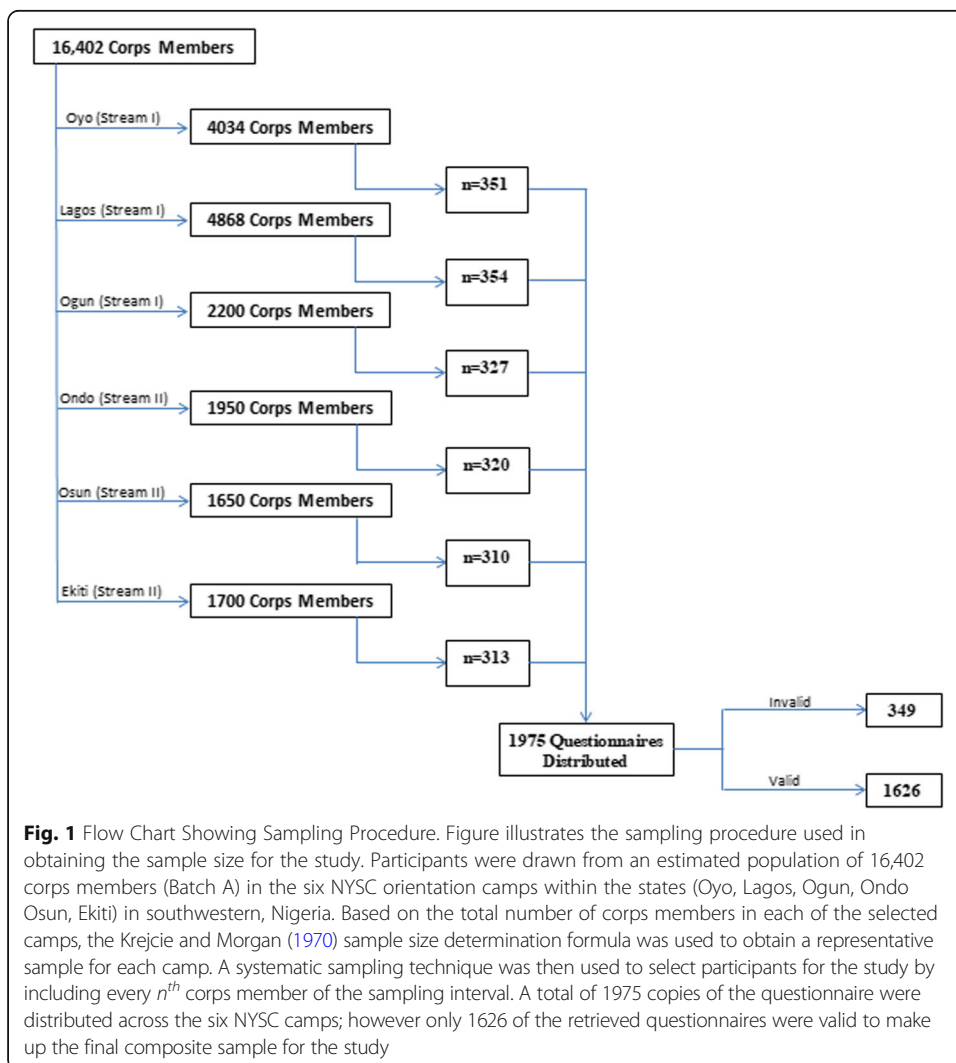 16,402 Corps Members
Oyo (Stream I)
4034 Corps Members
n=351
Lagos (Stream I)
4868 Corps Members
n=354
Ogun (Stream I)
2200 Corps Members
n=327
Ondo (Stream II)
1950 Corps Members
n=320
Osun (Stream II)
1650 Corps Members
n=310
Ekiti (Stream II)
1700 Corps Members
n=313
1975 Questionnaires
Distributed
Invalid
349
Valid
1626
Fig. 1 Flow Chart Showing Sampling Procedure. Figure illustrates the sampling procedure used in
obtaining the sample size for the study. Participants were drawn from an estimated population of 16,402
corps members (Batch A) in the six NYSC orientation camps within the states (Oyo, Lagos, Ogun, Ondo
Osun, Ekiti) in southwestern, Nigeria. Based on the total number of corps members in each of the selected
camps, the Krejcie and Morgan (1970) sample size determination formula was used to obtain a representative
sample for each camp. A systematic sampling technique was then used to select participants for the study by
including every nth corps member of the sampling interval. A total of 1975 copies of the questionnaire were
distributed across the six NYSC camps; however only 1626 of the retrieved questionnaires were valid to make
up the final composite sample for the study